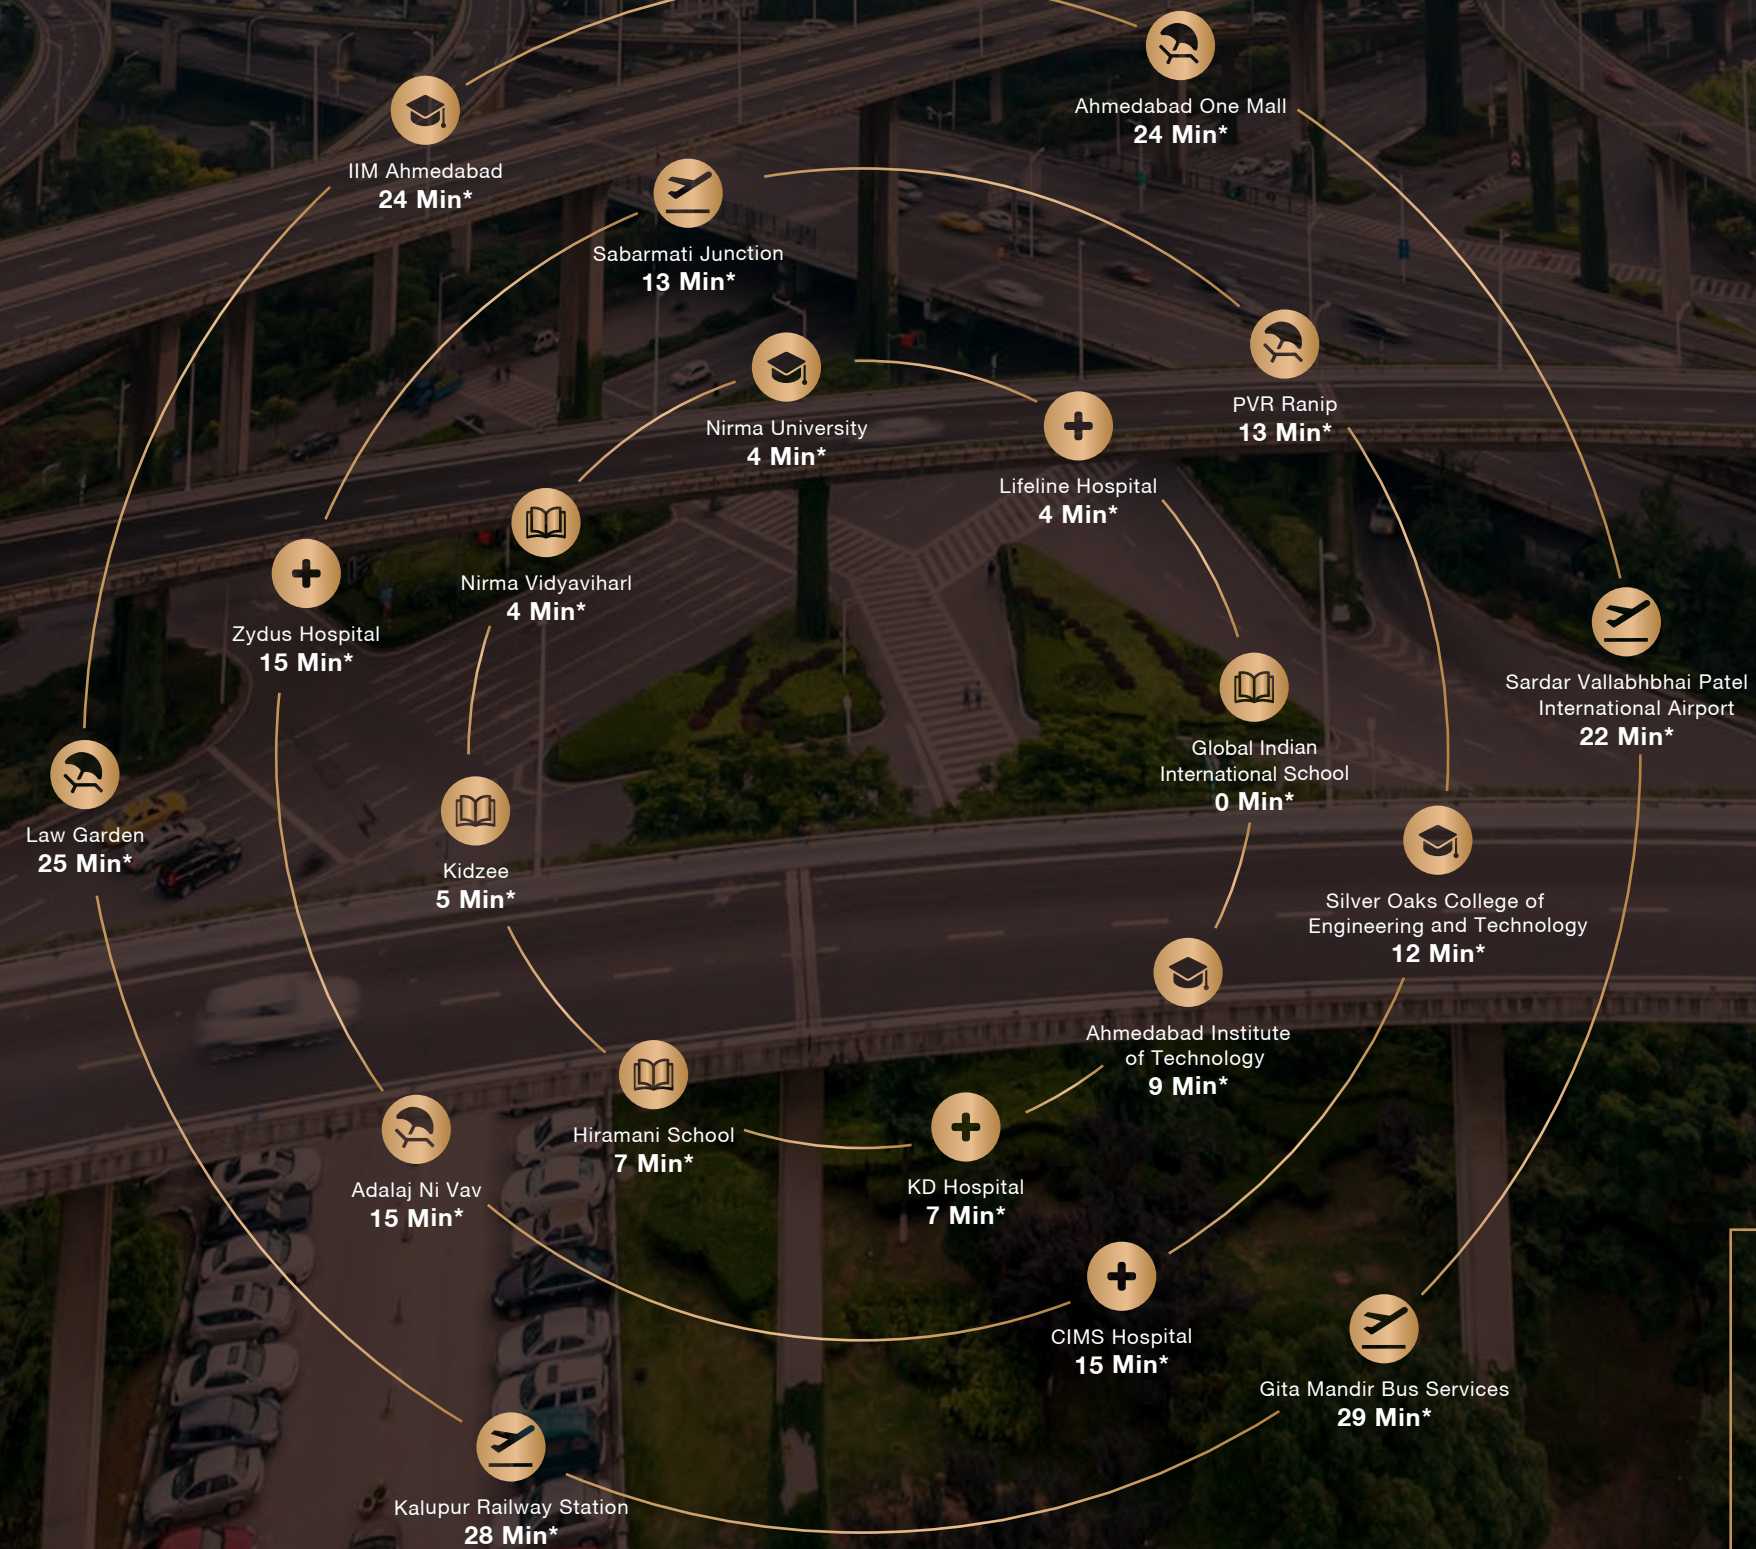 Ahmedabad One Mall
24 Min*
IIM Ahmedabad
24 Min*
Sabarmati Junction
13 Min*
PVR Ranip
13 Min*
Nirma University
4 Min*
Lifeline Hospital
4 Min*
Nirma Vidyaviharl
4 Min*
Zydus Hospital
15 Min*
Sardar Vallabhbhai Patel
International Airport
22 Min*
Global Indian
International School
0 Min*
Law Garden
25 Min*
Kidzee
5 Min*
Silver Oaks College of
Engineering and Technology
12 Min*
Ahmedabad Institute
of Technology
9 Min*
Hiramani School
7 Min*
Adalaj Ni Vav
15 Min*
KD Hospital
7 Min*
CIMS Hospital
15 Min*
Gita Mandir Bus Services
29 Min*
Kalupur Railway Station
28 Min*